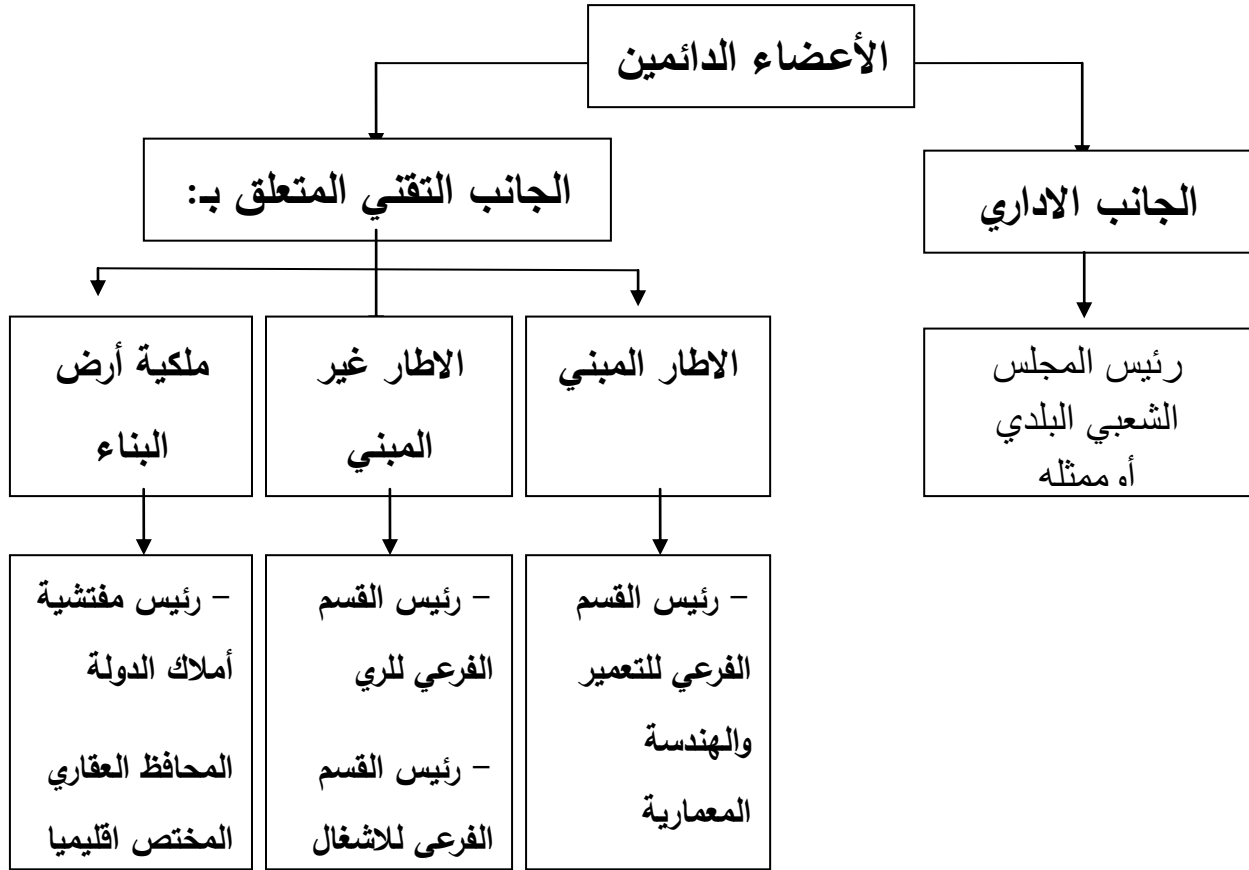 الأعضاء الدائمين
الجانب الاداري
الجانب التقني المتعلق بـ:
رئيس المجلس
الشعبي البلدي
أو ممثله
الاطار المبني
الاطار غير
المبني
ملكية أرض
البناء
– رئيس القسم
الفرعي للتعمير
والهندسة
المعمارية
– رئيس القسم
الفرعي للري
– رئيس القسم
الفرعي للاشغال
– رئيس مفتشية
أملاك الدولة
المحافظ العقاري
المختص اقليميا